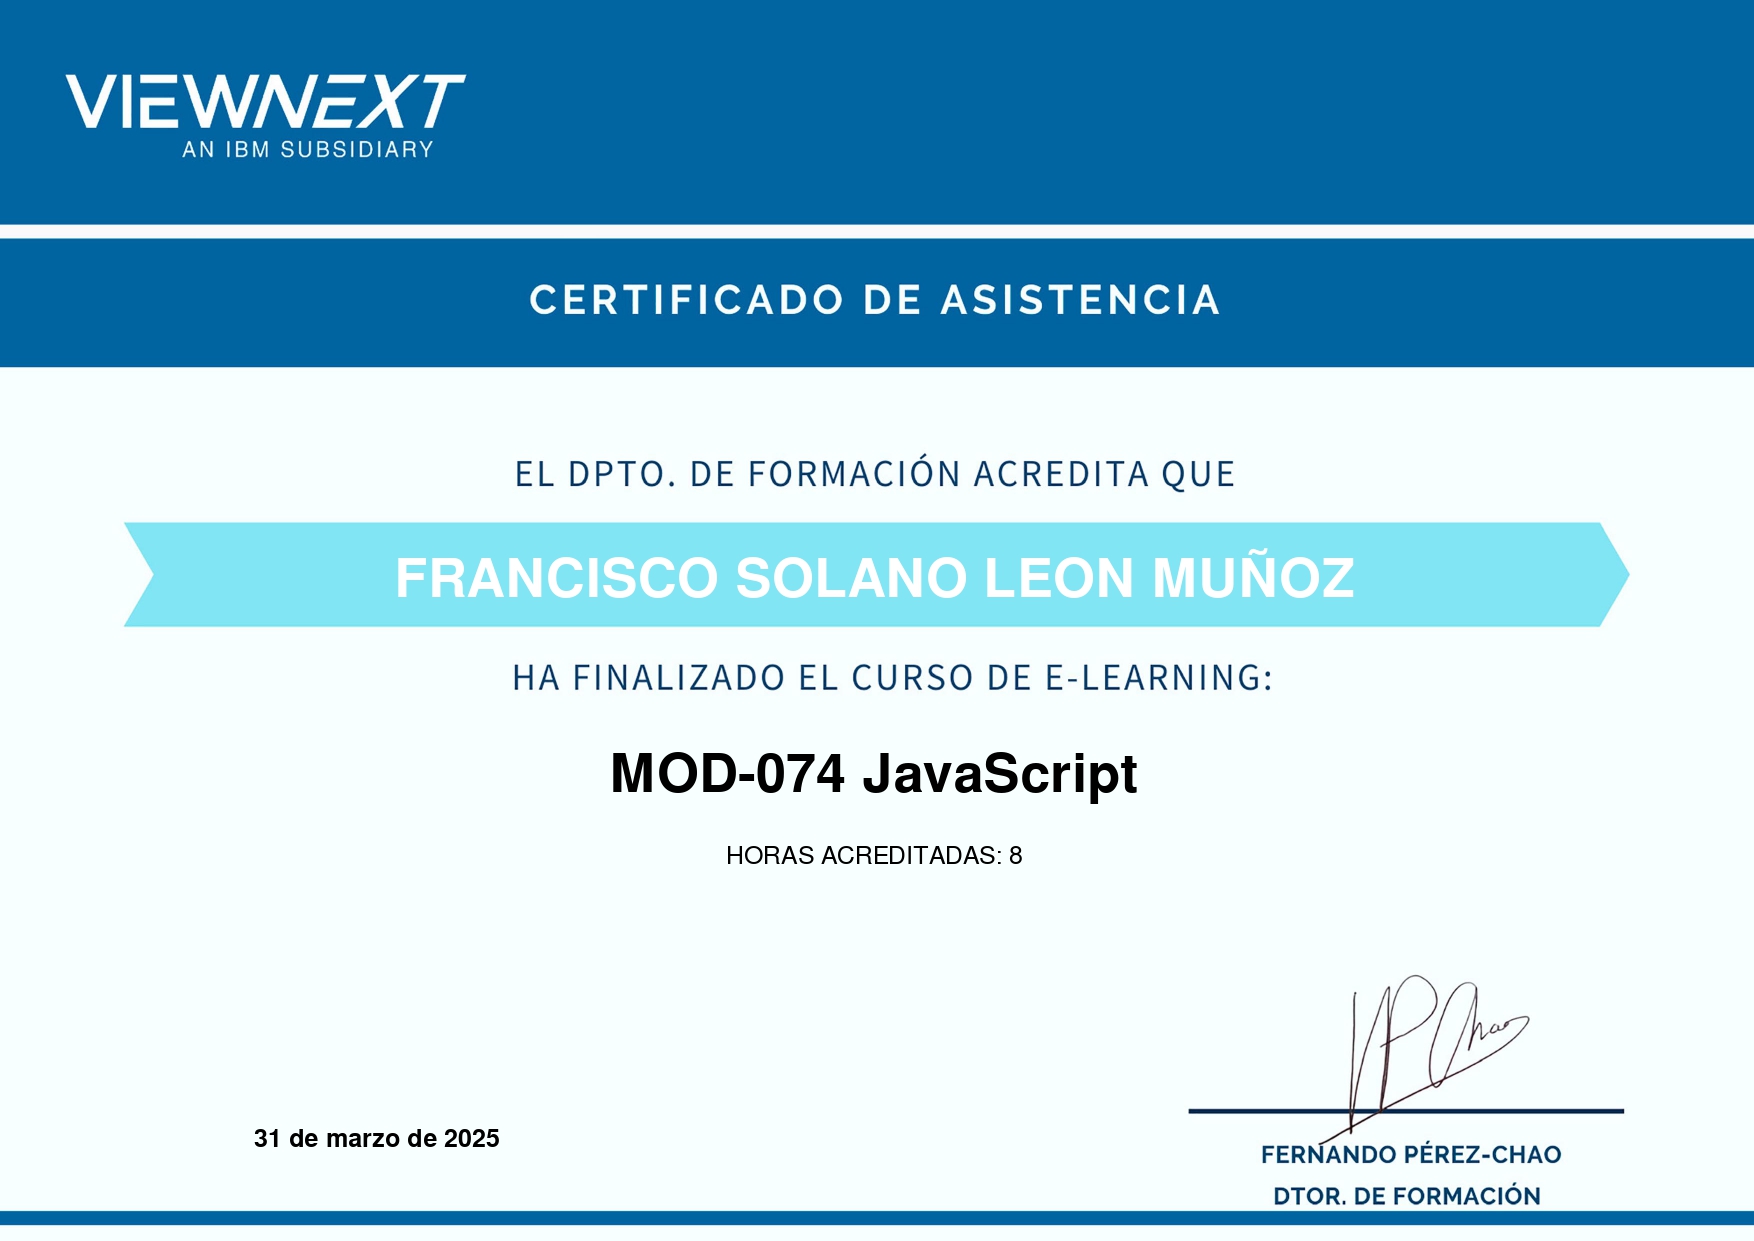 VIEWNEXT
AN IBM SUBSIDIARY
CERTIFICADO DE ASISTENCIA
EL DPTO. DE FORMACIÓN ACREDITA QUE
FRANCISCO SOLANO LEON MUÑOZ
HA FINALIZADO EL CURSO DE E-LEARNING:
MOD-074 JavaScript
HORAS ACREDITADAS: 8
31 de marzo de 2025
FERNANDO PÉREZ-CHAO
DTOR. DE FORMACIÓN